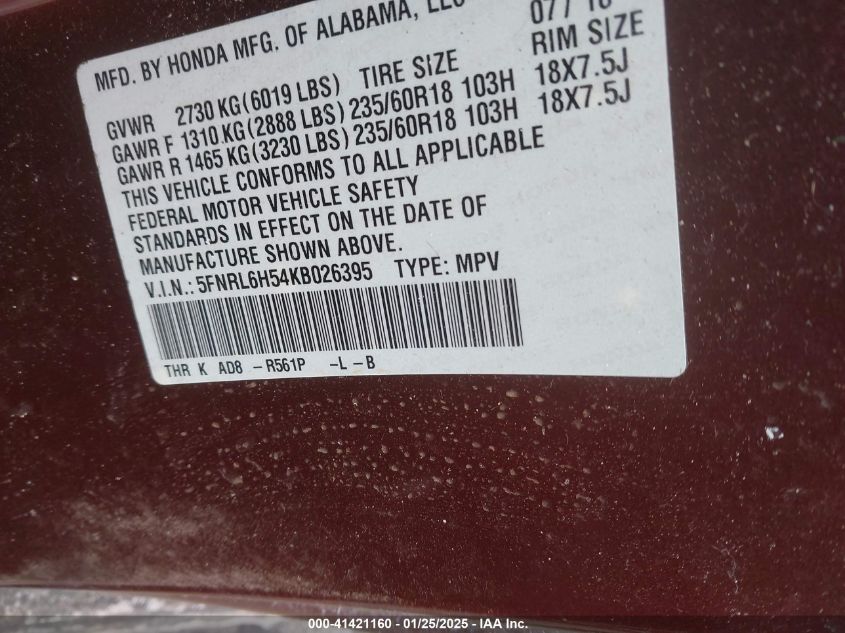 MFD. BY HONDA MFG. OF ALABAMA, LLC 07/18
TIRE SIZE RIM SIZE
GVWR 2730 KG(6019 LBS)
GAWR F 1310 KG(2888 LBS) 235/60R18 103H 18X7.5J
GAWR R 1465 KG(3230 LBS) 235/60R18 103H 18X7.5J
THIS VEHICLE CONFORMS TO ALL APPLICABLE
FEDERAL MOTOR VEHICLE SAFETY
STANDARDS IN EFFECT ON THE DATE OF
MANUFACTURE SHOWN ABOVE.
V.I.N.: 5FNRL6H54KB026395 TYPE: MPV
THR K AD8 -R561P -L -B
000-41421160 - 01/25/2025 - IAA Inc.